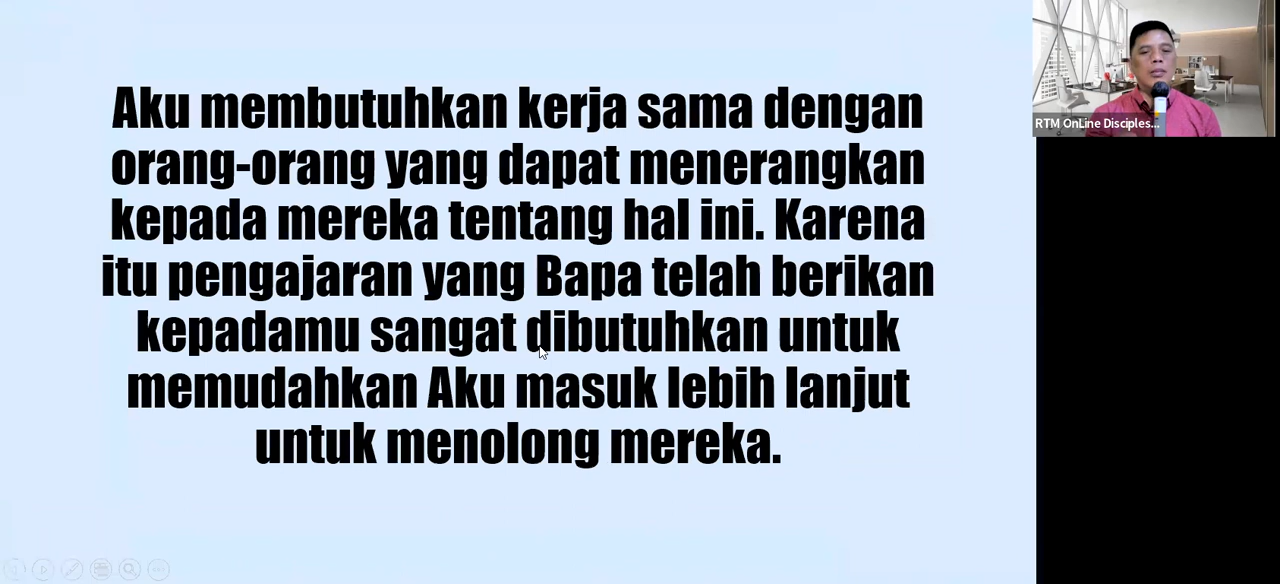 Aku membutuhkan kerja sama dengan
orang-orang yang dapat menerangkan
kepada mereka tentang hal ini. Karena
itu pengajaran yang Bapa telah berikan
kepadamu sangat dibutuhkan untuk
memudahkan Aku masuk lebih lanjut
untuk menolong mereka.
RTM OnLine Disciples...